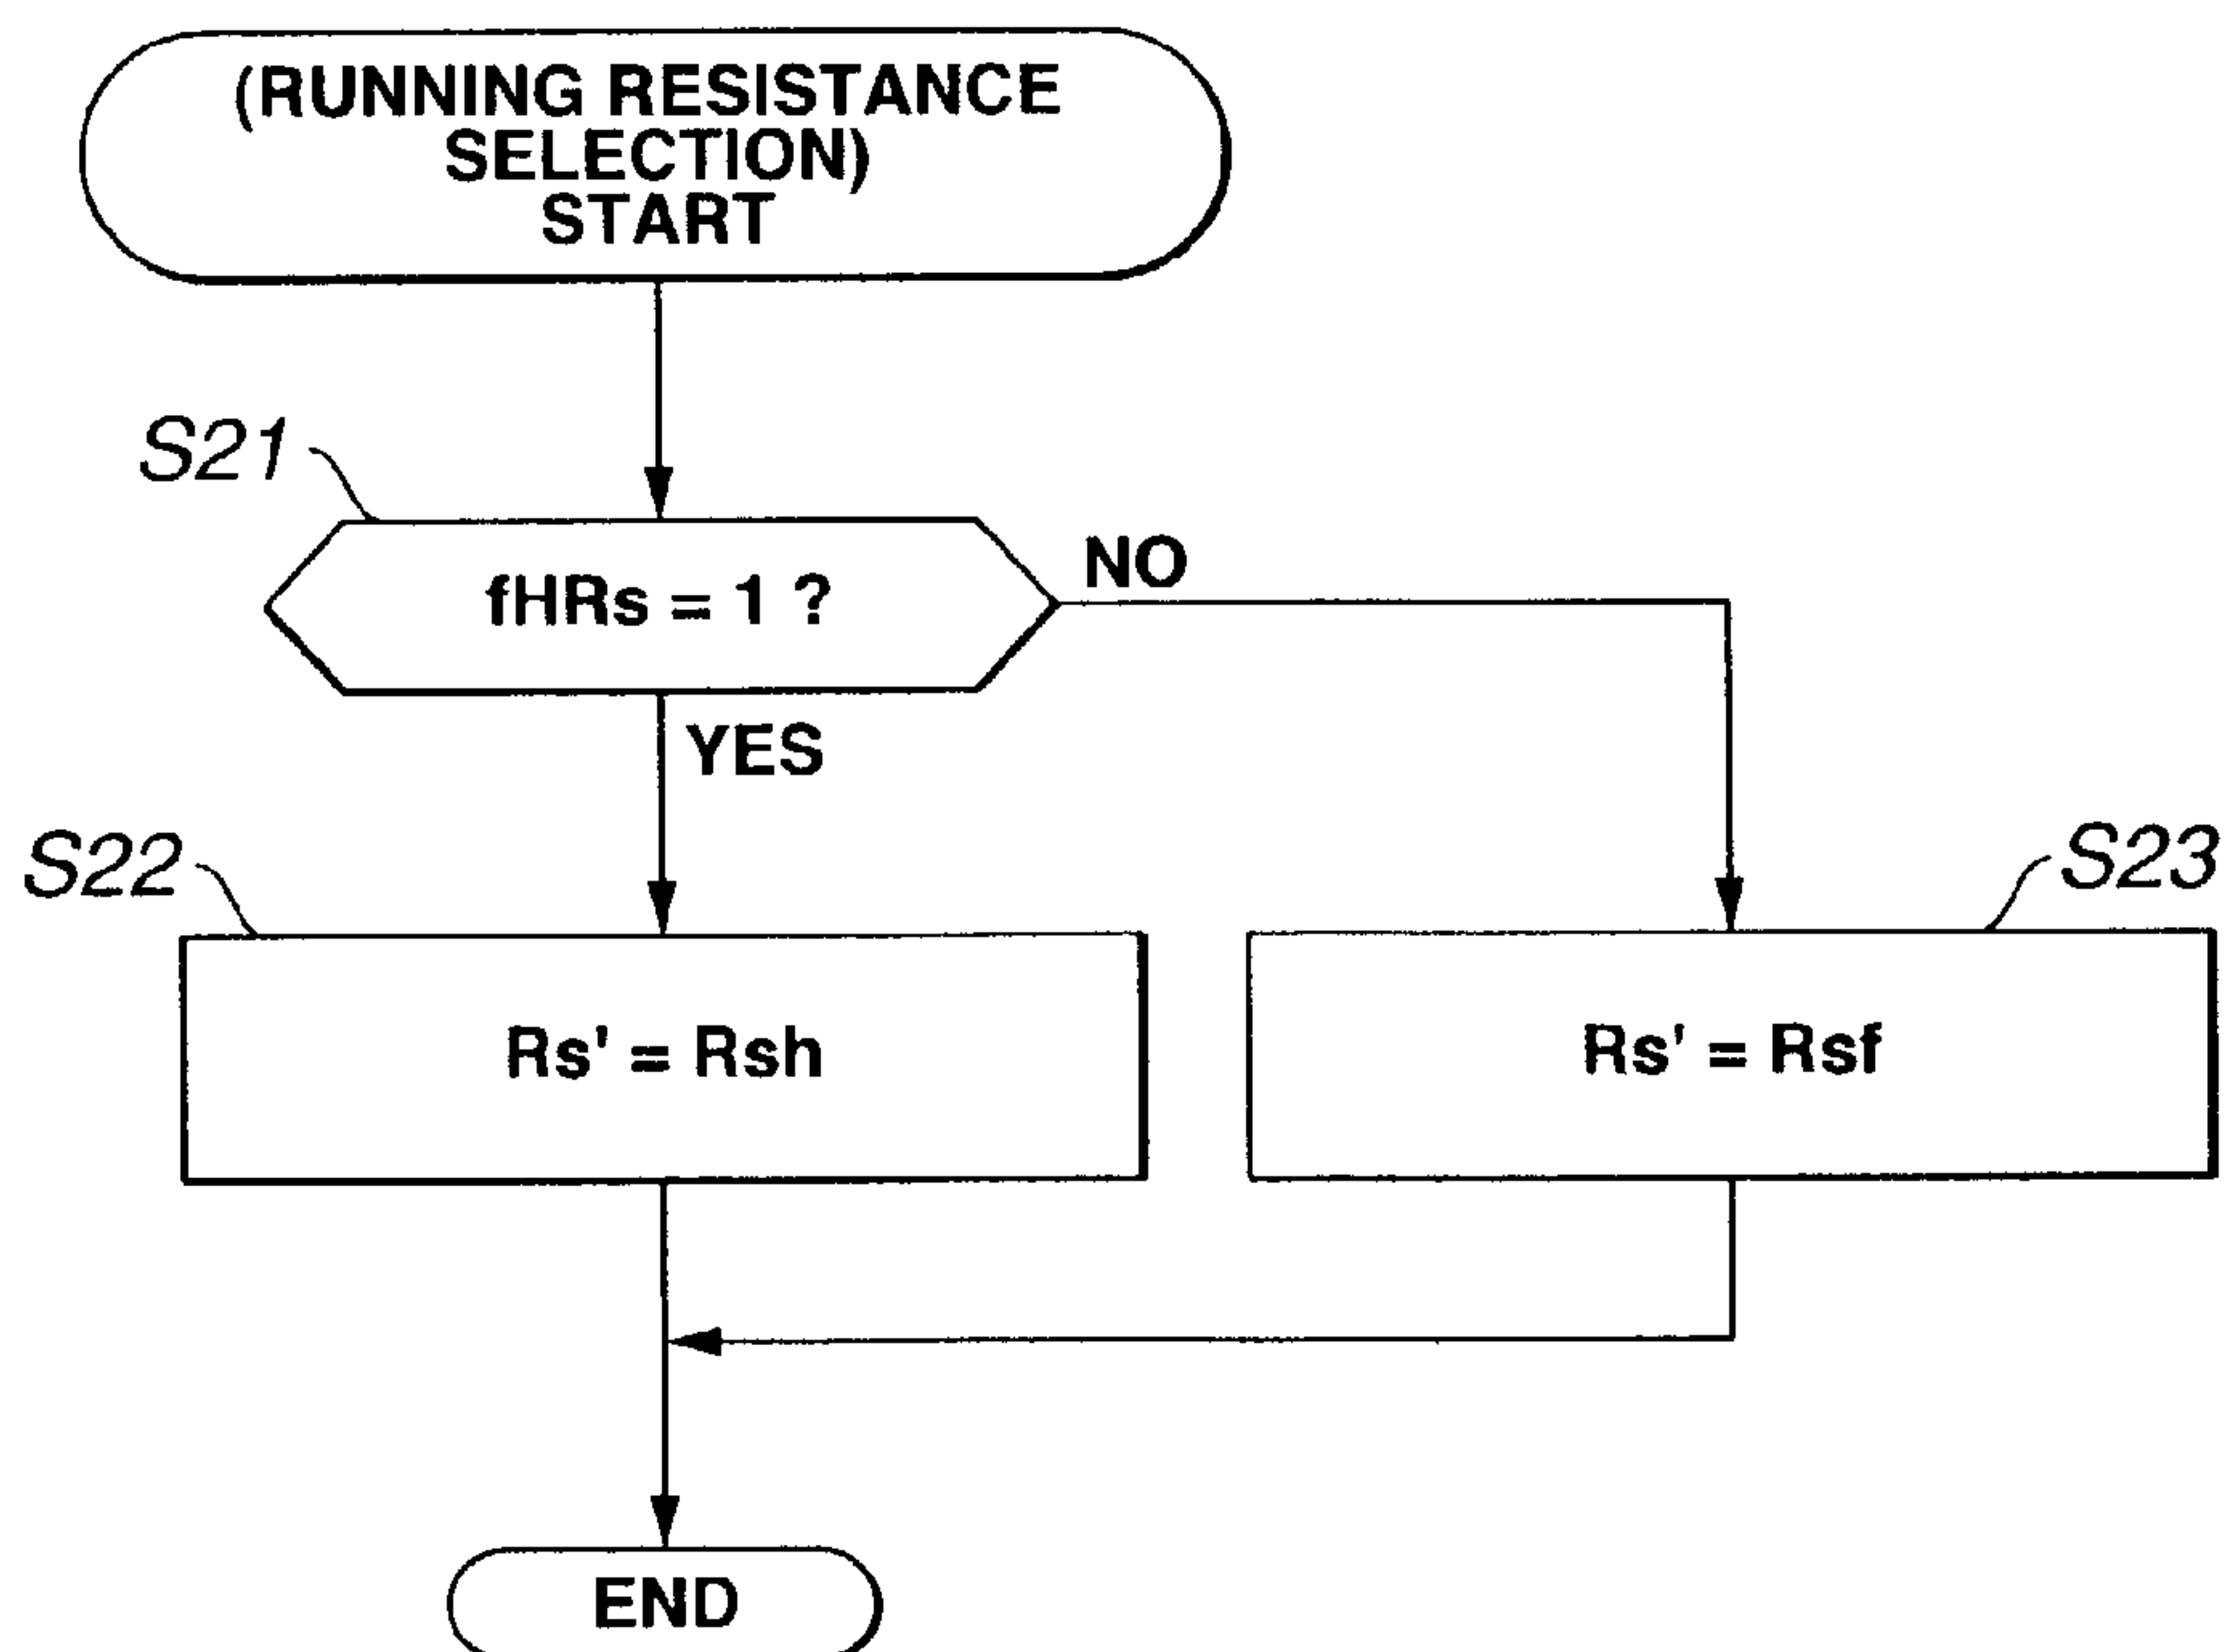 (RUNNING RESISTANCE
SELECTION)
START
S21
fHRs = 1 ?
NO
YES
S22
S23
Rs' = Rsh
Rs' = Rsf
END